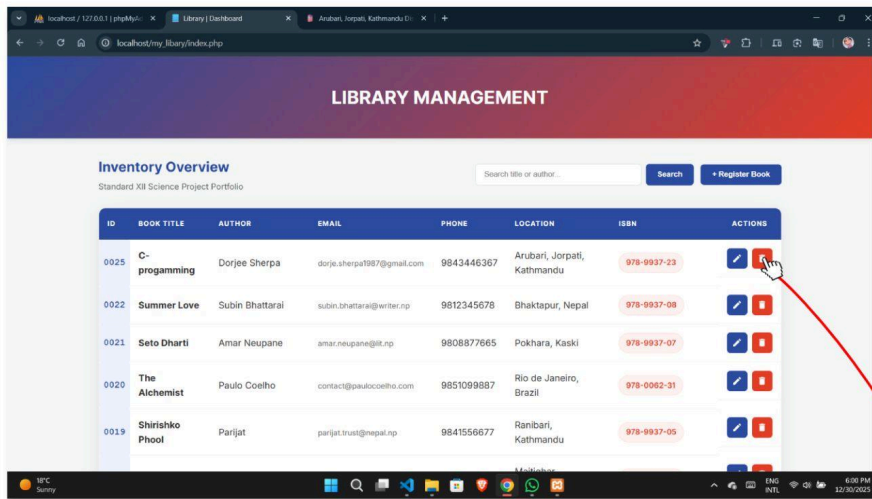 localhost / 127.0.0.1 | phpMyAd
Library | Dashboard
Arubari, Jorpati, Kathmandu Di
localhost/my_libary/index.php
LIBRARY MANAGEMENT
Inventory Overview
Standard XII Science Project Portfolio
Search title or author...
Search
+ Register Book
ID BOOK TITLE AUTHOR EMAIL PHONE LOCATION ISBN ACTIONS
0025 C-progamming Dorjee Sherpa dorje.sherpa1987@gmail.com 9843446367 Arubari, Jorpati, Kathmandu 978-9937-23
0022 Summer Love Subin Bhattarai subin.bhattarai@writer.np 9812345678 Bhaktapur, Nepal 978-9937-08
0021 Seto Dharti Amar Neupane amar.neupane@lit.np 9808877665 Pokhara, Kaski 978-9937-07
0020 The Alchemist Paulo Coelho contact@paulocoelho.com 9851099887 Rio de Janeiro, Brazil 978-0062-31
0019 Shirishko Phool Parijat parijat.trust@nepal.np 9841556677 Ranibari, Kathmandu 978-9937-05
18°C
Sunny
ENG
INTL
6:00 PM
12/30/2025